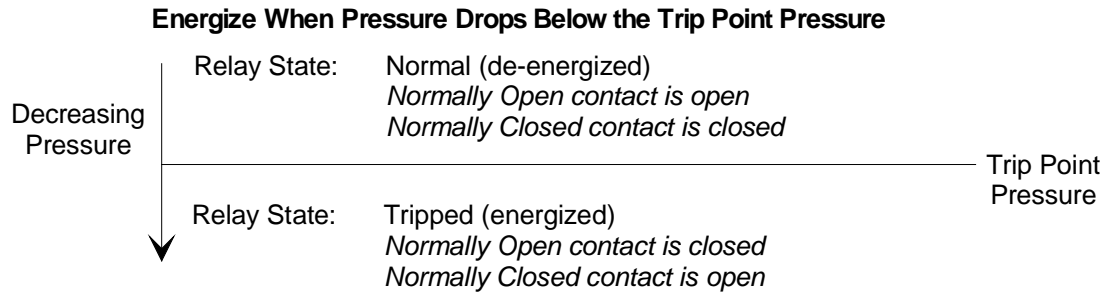 Energize When Pressure Drops Below the Trip Point Pressure
Relay State: Normal (de-energized)
Normally Open contact is open
Normally Closed contact is closed
Decreasing
Pressure
Trip Point
Pressure
Relay State: Tripped (energized)
Normally Open contact is closed
Normally Closed contact is open